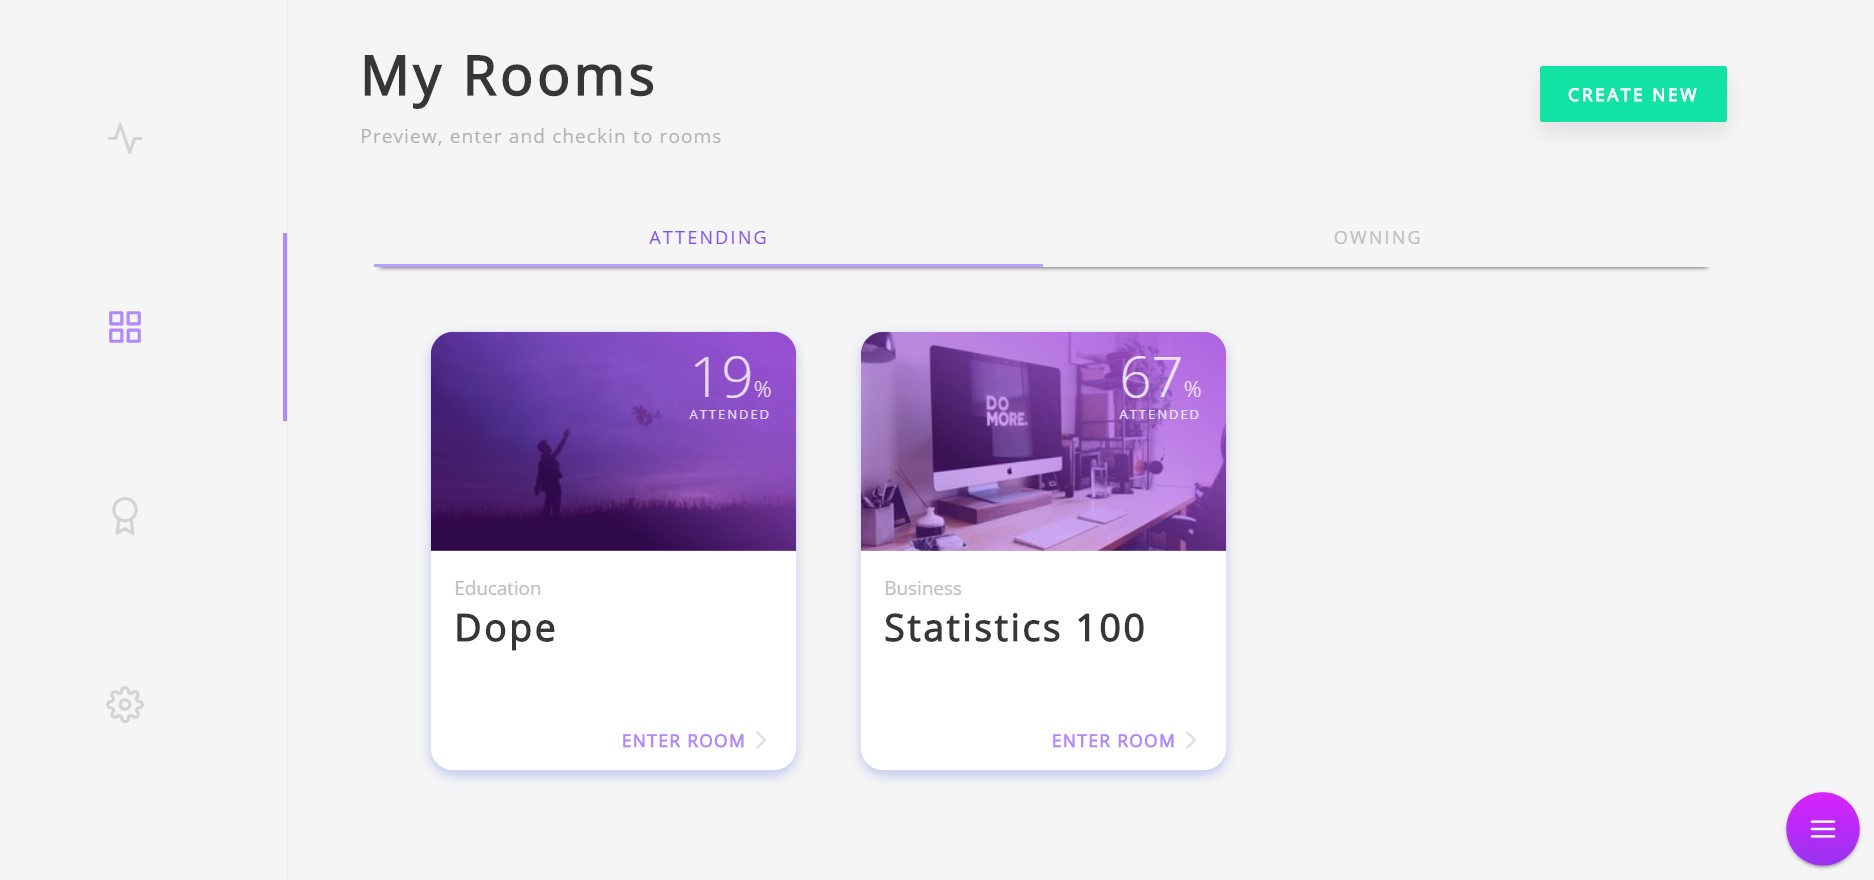 My Rooms
CREATE NEW
Preview, enter and checkin to rooms
ATTENDING
OWNING
19%
ATTENDED
Education
Dope
ENTER ROOM
67%
ATTENDED
DO
MORE.
Business
Statistics 100
ENTER ROOM